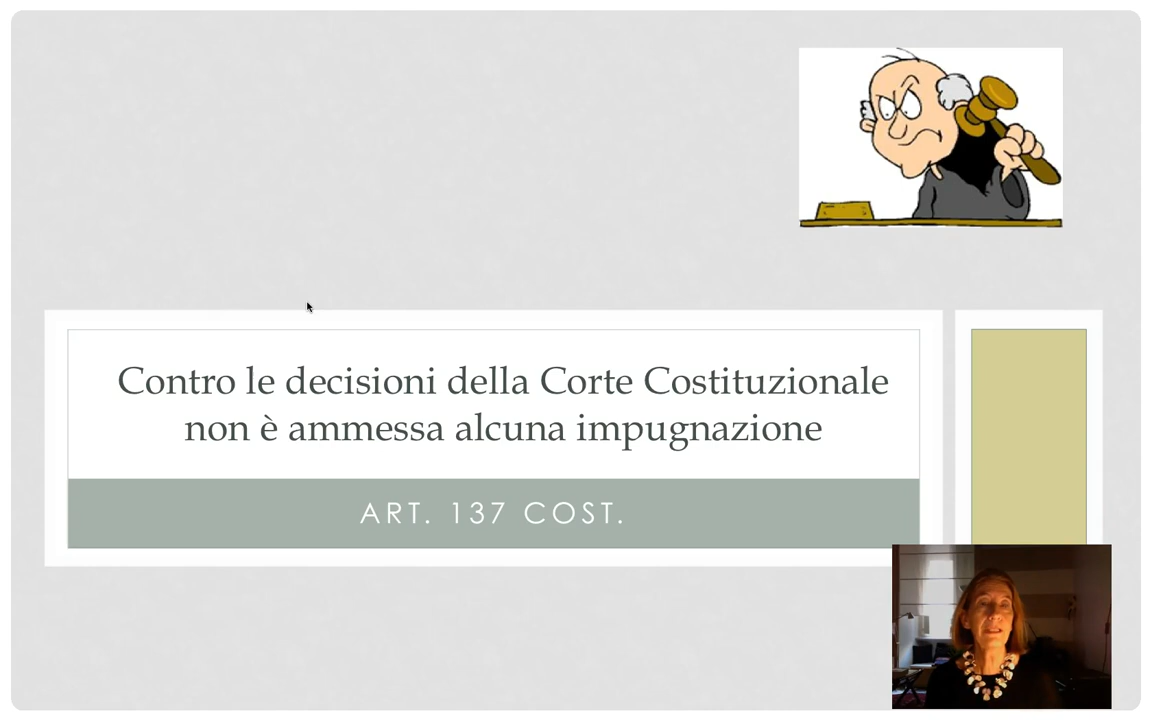 Contro le decisioni della Corte Costituzionale
non è ammessa alcuna impugnazione
ART. 137 COST.